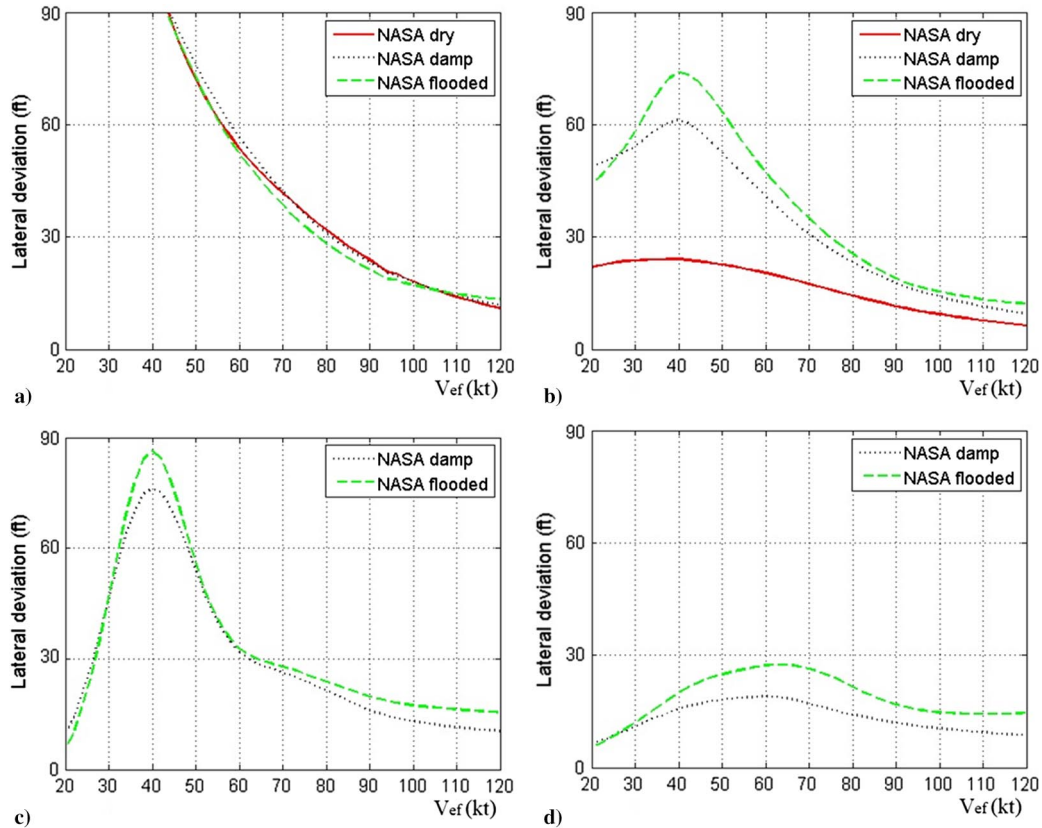 90
60
30
0
Lateral deviation (ft)
NASA dry
NASA damp
NASA flooded
20 30 40 50 60 70 80 90 100 110 120
Vef (kt)
a)
90
60
30
0
Lateral deviation (ft)
NASA dry
NASA damp
NASA flooded
20 30 40 50 60 70 80 90 100 110 120
Vef (kt)
b)
90
60
30
0
Lateral deviation (ft)
NASA damp
NASA flooded
20 30 40 50 60 70 80 90 100 110 120
Vef (kt)
c)
90
60
30
0
Lateral deviation (ft)
NASA damp
NASA flooded
20 30 40 50 60 70 80 90 100 110 120
Vef (kt)
d)